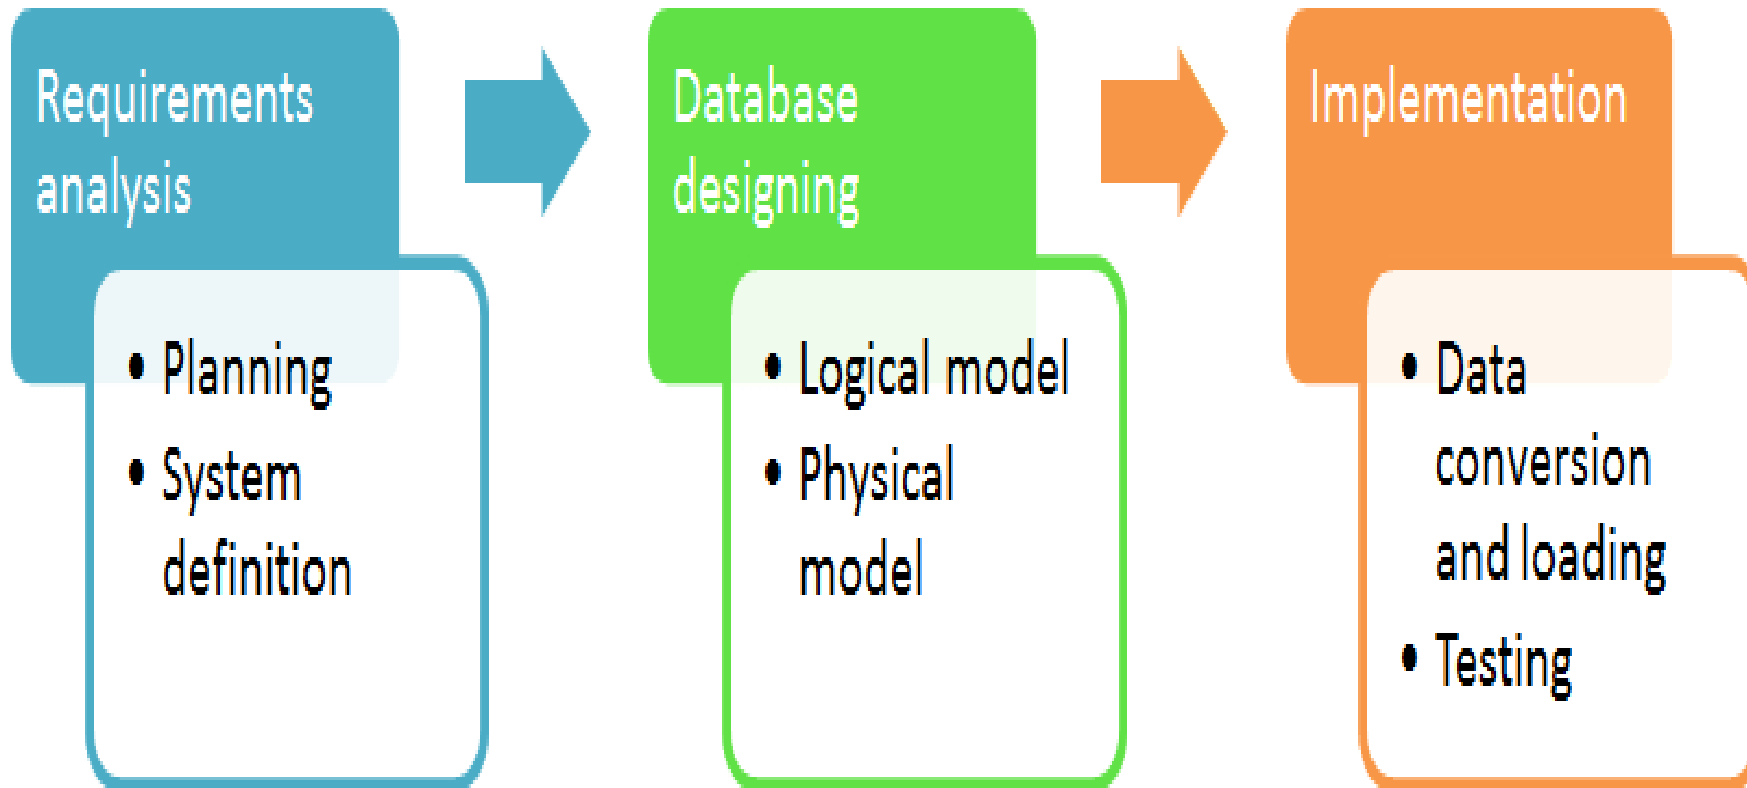 Requirements
analysis
• Planning
• System
definition
Database
designing
• Logical model
• Physical
model
Implementation
• Data
conversion
and loading
• Testing